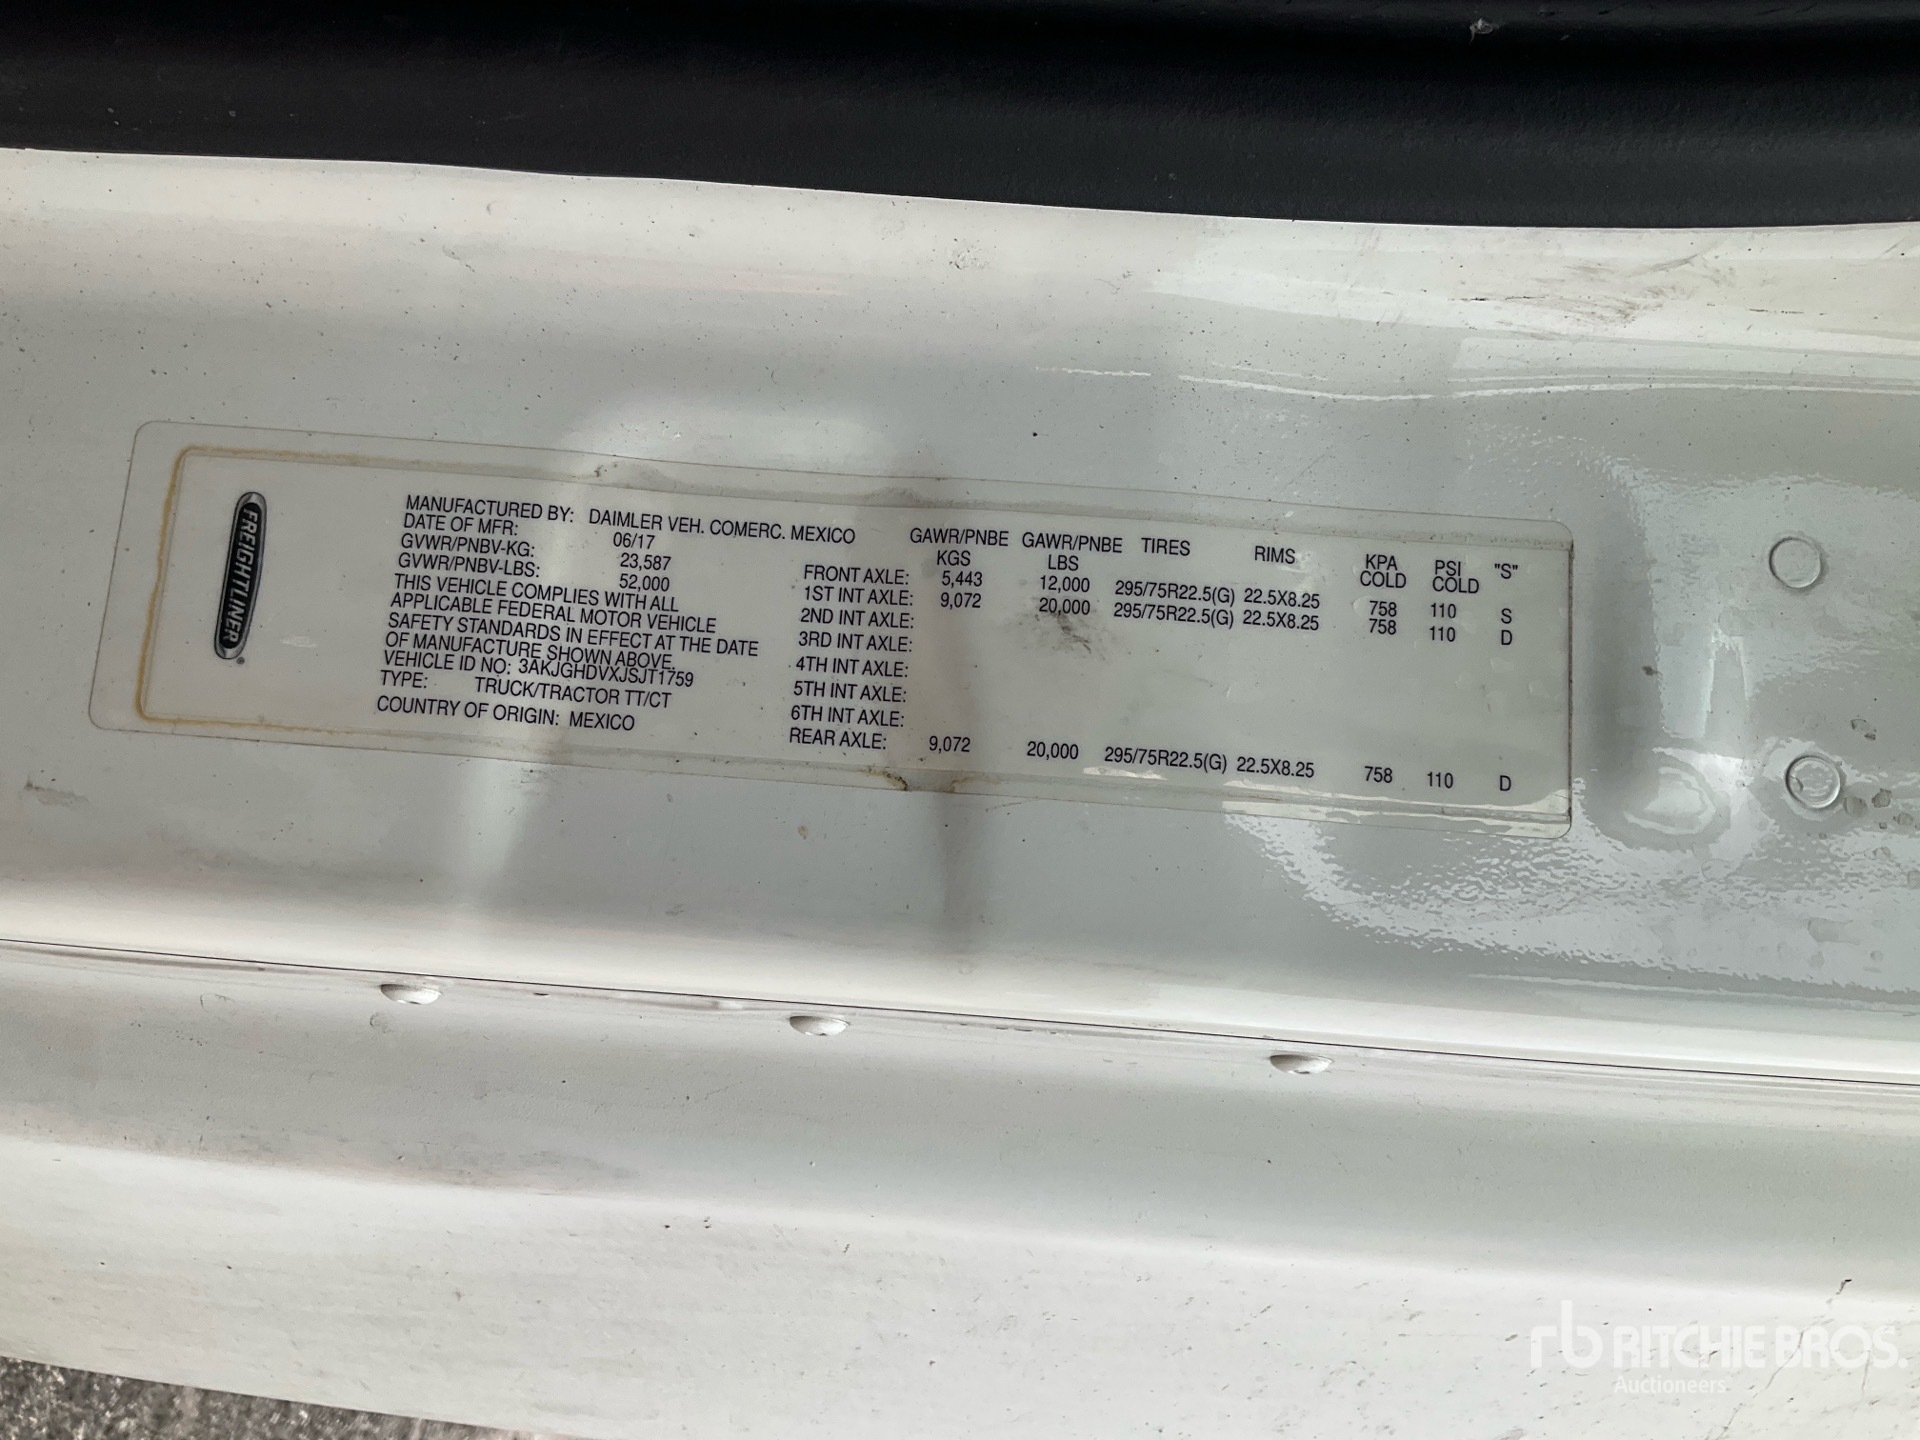 FREIGHTLINER
MANUFACTURED BY: DAIMLER VEH. COMERC. MEXICO
DATE OF MFR: 06/17
GVWR/PNBV-KG: 23,587
GVWR/PNBV-LBS: 52,000
THIS VEHICLE COMPLIES WITH ALL
APPLICABLE FEDERAL MOTOR VEHICLE
SAFETY STANDARDS IN EFFECT AT THE DATE
OF MANUFACTURE SHOWN ABOVE.
VEHICLE ID NO: 3AKJGHDVXJSJT1759
TYPE: TRUCK/TRACTOR TT/CT
COUNTRY OF ORIGIN: MEXICO
GAWR/PNBE GAWR/PNBE TIRES RIMS KPA PSI "S"
KGS LBS COLD COLD
FRONT AXLE: 5,443 12,000 295/75R22.5(G) 22.5X8.25 758 110 S
1ST INT AXLE: 9,072 20,000 295/75R22.5(G) 22.5X8.25 758 110 D
2ND INT AXLE:
3RD INT AXLE:
4TH INT AXLE:
5TH INT AXLE:
6TH INT AXLE:
REAR AXLE: 9,072 20,000 295/75R22.5(G) 22.5X8.25 758 110 D
rb RITCHIE BROS.
Auctioneers